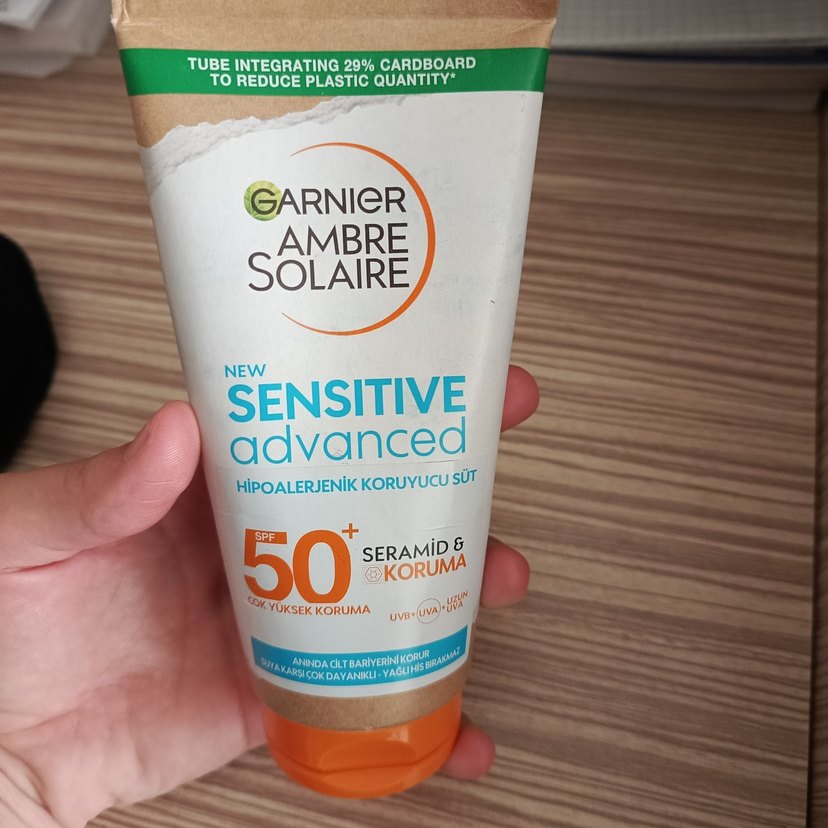 TUBE INTEGRATING 29% CARDBOARD
TO REDUCE PLASTIC QUANTITY*
GARNIER
AMBRE
SOLAIRE
NEW
SENSITIVE
advanced
HİPOALERJENİK KORUYUCU SÜT
SPF
50+
ÇOK YÜKSEK KORUMA
SERAMİD &
KORUMA
UVB + UVA + UZUN UVA
ANINDA CİLT BARİYERİNİ KORUR
SUYA KARŞI ÇOK DAYANIKLI - YAĞLI HİS BIRAKMAZ